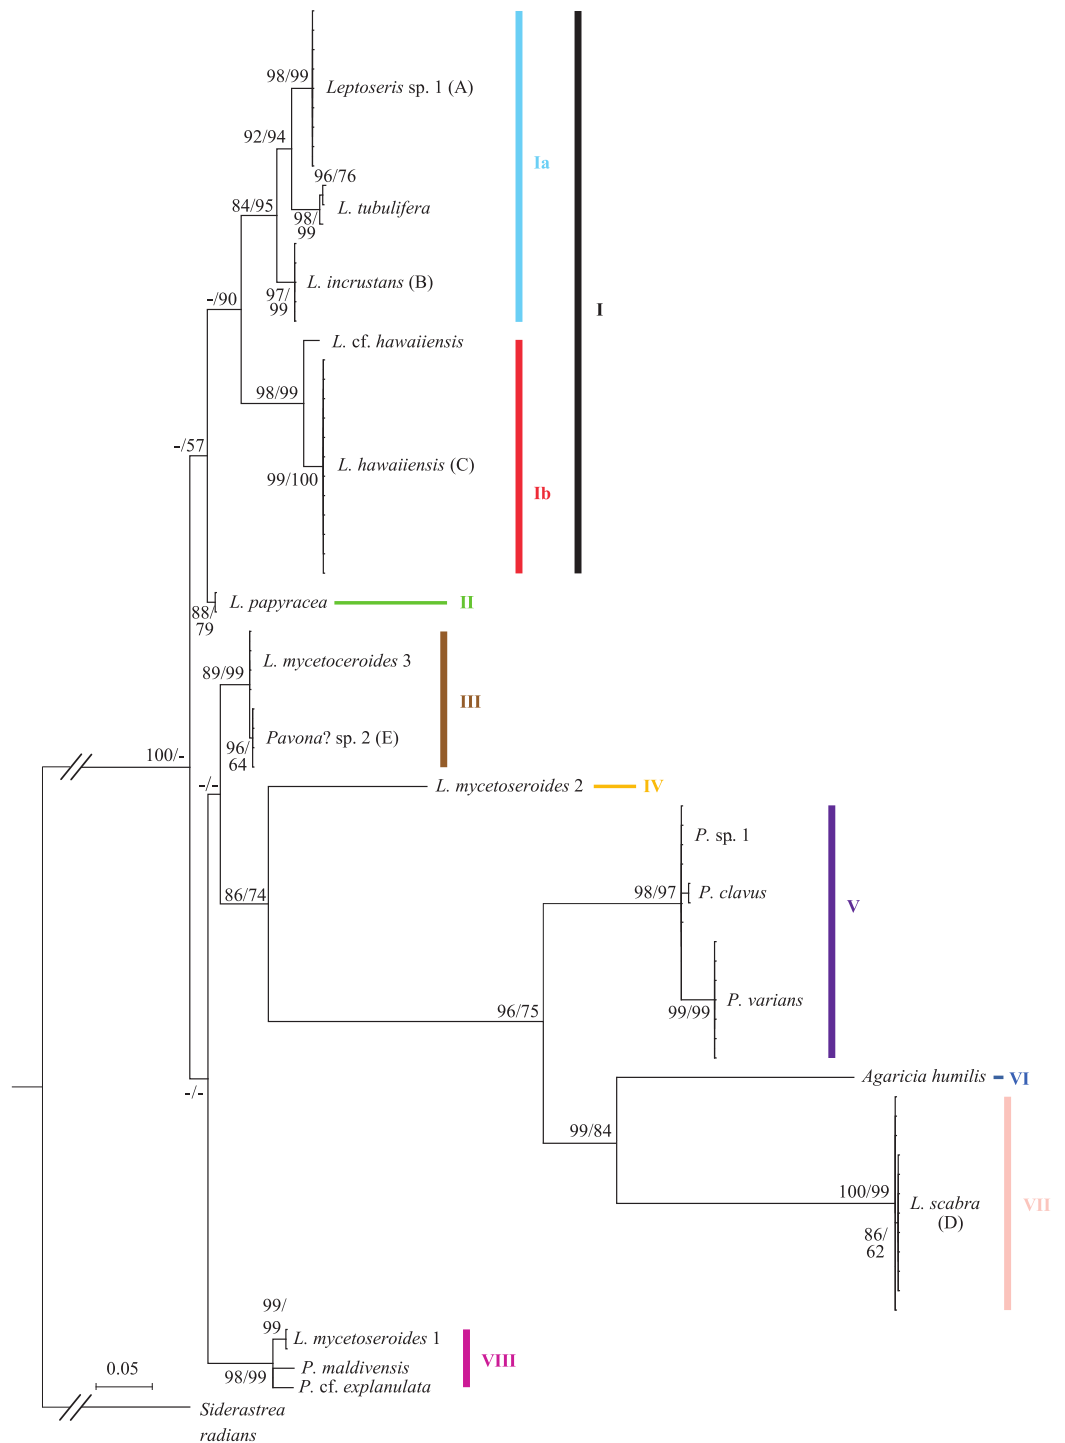 98/99
Leptoseris sp. 1 (A)
92/94
Ia
96/76
84/95
L. tubulifera
98/
99
L. incrustans (B)
97/
99
-/90
I
L. cf. hawaiiensis
98/99
-/57
L. hawaiiensis (C)
99/100
Ib
L. papyracea
II
88/
79
L. mycetoceroides 3
89/99
III
Pavona? sp. 2 (E)
96/
64
100/-
-/-
L. mycetoseroides 2
IV
P. sp. 1
86/74
98/97
P. clavus
V
96/75
P. varians
99/99
Agaricia humilis
VI
-/-
99/84
100/99
L. scabra
(D)
VII
86/
62
99/
99
L. mycetoseroides 1
VIII
P. maldivensis
98/99
P. cf. explanulata
0.05
Siderastrea
radians